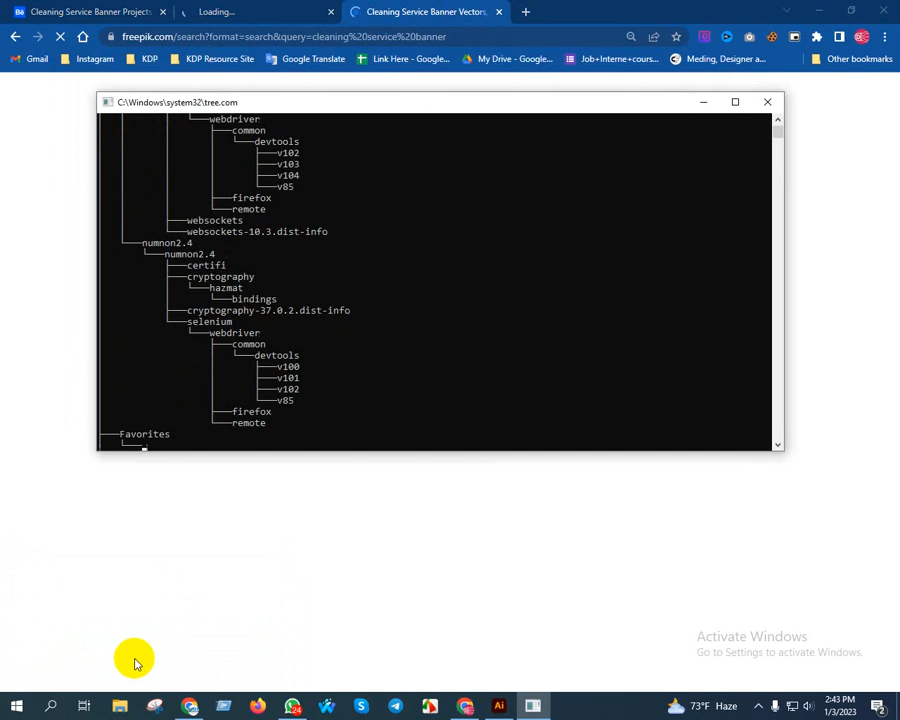 Cleaning Service Banner Projects
Loading...
Cleaning Service Banner Vectors,
freepik.com/search?format=search&query=cleaning%20service%20banner
Gmail
Instagram
KDP
KDP Resource Site
Google Translate
Link Here - Google...
My Drive - Google...
Job+Interne+cours...
Meding, Designer a...
Other bookmarks
C:\Windows\system32\tree.com
webdriver
common
devtools
v102
v103
v104
v85
firefox
remote
websockets
websockets-10.3.dist-info
numnon2.4
numnon2.4
certifi
cryptography
hazmat
bindings
cryptography-37.0.2.dist-info
selenium
webdriver
common
devtools
v100
v101
v102
v85
firefox
remote
Favorites
Activate Windows
Go to Settings to activate Windows.
24
Ai
73°F Haze
2:43 PM
1/3/2023
2